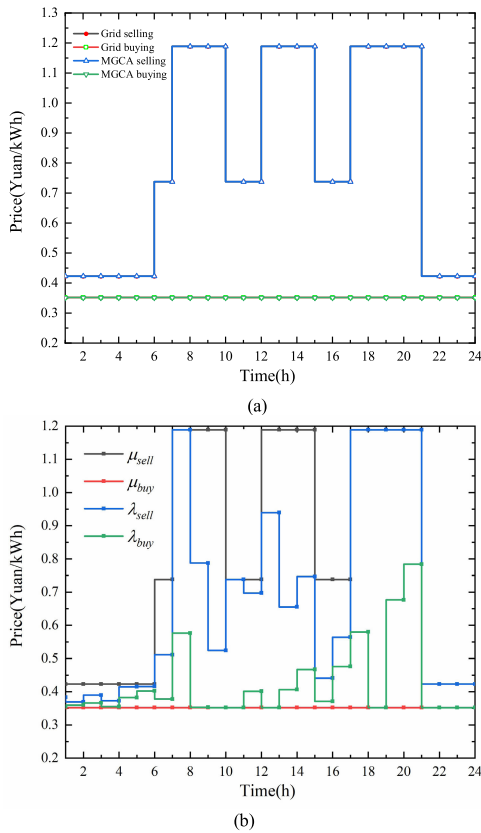 1.3
1.2
1.1
1.0
0.9
0.8
0.7
0.6
0.5
0.4
0.3
0.2
Price(Yuan/kWh)
Grid selling
Grid buying
MGCA selling
MGCA buying
2 4 6 8 10 12 14 16 18 20 22 24
Time(h)
(a)
1.2
1.1
1.0
0.9
0.8
0.7
0.6
0.5
0.4
0.3
0.2
Price(Yuan/kWh)
μsell
μbuy
λsell
λbuy
2 4 6 8 10 12 14 16 18 20 22 24
Time(h)
(b)